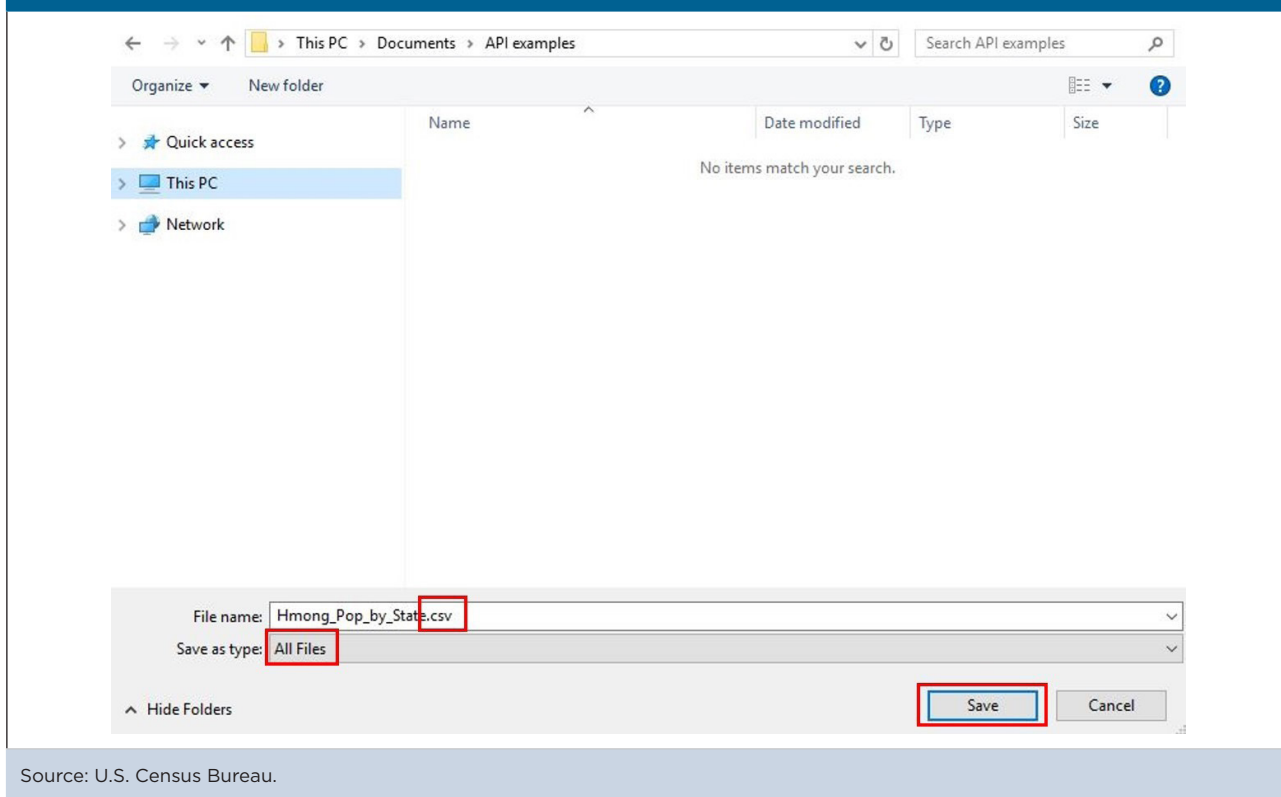 This PC > Documents > API examples
Search API examples
Organize
New folder
?
Name
Date modified
Type
Size
Quick access
This PC
Network
No items match your search.
File name: Hmong_Pop_by_State.csv
Save as type: All Files
Hide Folders
Save
Cancel
Source: U.S. Census Bureau.